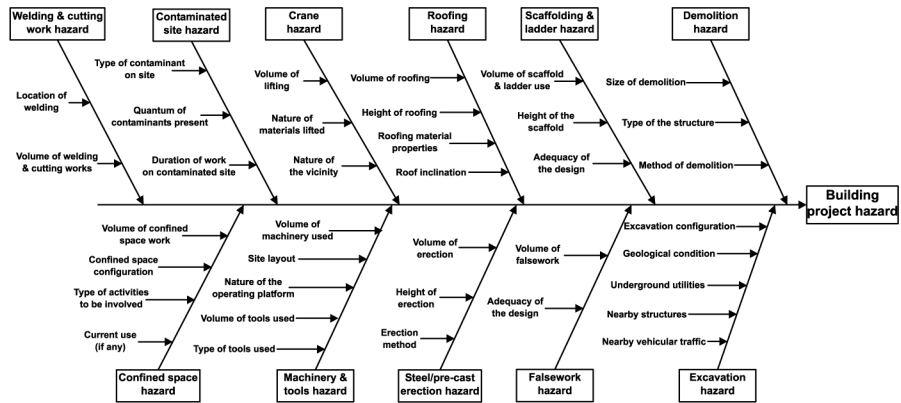 Welding & cutting
work hazard
Contaminated
site hazard
Crane
hazard
Roofing
hazard
Scaffolding &
ladder hazard
Demolition
hazard
Location of
welding
Volume of welding
& cutting works
Type of contaminant
on site
Quantum of
contaminants present
Duration of work
on contaminated site
Volume of
lifting
Nature of
materials lifted
Nature of
the vicinity
Volume of roofing
Height of roofing
Roofing material
properties
Roof inclination
Volume of scaffold
& ladder use
Height of the
scaffold
Adequacy of
the design
Size of demolition
Type of the structure
Method of demolition
Building
project hazard
Volume of confined
space work
Confined space
configuration
Type of activities
to be involved
Current use
(if any)
Volume of
machinery used
Site layout
Nature of the
operating platform
Volume of tools used
Type of tools used
Volume of
erection
Height of
erection
Erection
method
Volume of
falsework
Adequacy of
the design
Excavation configuration
Geological condition
Underground utilities
Nearby structures
Nearby vehicular traffic
Confined space
hazard
Machinery &
tools hazard
Steel/pre-cast
erection hazard
Falsework
hazard
Excavation
hazard